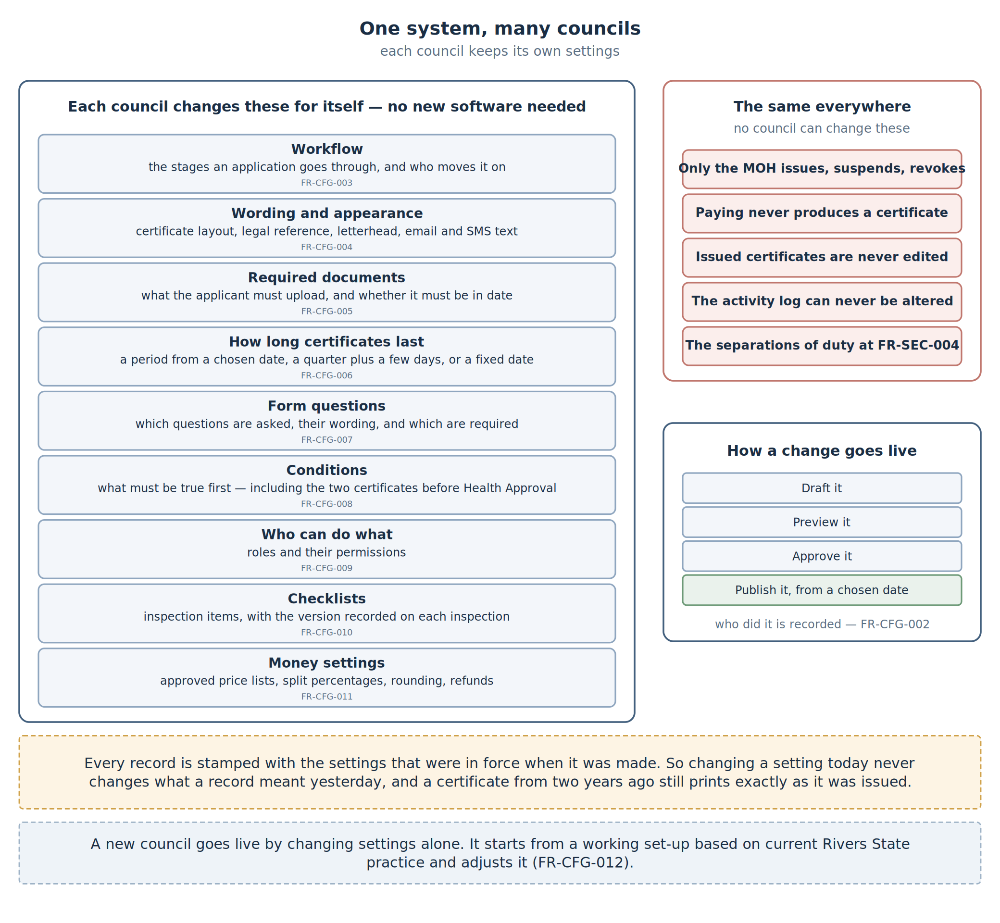 One system, many councils
each council keeps its own settings
Each council changes these for itself — no new software needed
Workflow
the stages an application goes through, and who moves it on
FR-CFG-003
Wording and appearance
certificate layout, legal reference, letterhead, email and SMS text
FR-CFG-004
Required documents
what the applicant must upload, and whether it must be in date
FR-CFG-005
How long certificates last
a period from a chosen date, a quarter plus a few days, or a fixed date
FR-CFG-006
Form questions
which questions are asked, their wording, and which are required
FR-CFG-007
Conditions
what must be true first — including the two certificates before Health Approval
FR-CFG-008
Who can do what
roles and their permissions
FR-CFG-009
Checklists
inspection items, with the version recorded on each inspection
FR-CFG-010
Money settings
approved price lists, split percentages, rounding, refunds
FR-CFG-011
The same everywhere
no council can change these
Only the MOH issues, suspends, revokes
Paying never produces a certificate
Issued certificates are never edited
The activity log can never be altered
The separations of duty at FR-SEC-004
How a change goes live
Draft it
Preview it
Approve it
Publish it, from a chosen date
who did it is recorded — FR-CFG-002
Every record is stamped with the settings that were in force when it was made. So changing a setting today never
changes what a record meant yesterday, and a certificate from two years ago still prints exactly as it was issued.
A new council goes live by changing settings alone. It starts from a working set-up based on current Rivers State
practice and adjusts it (FR-CFG-012).